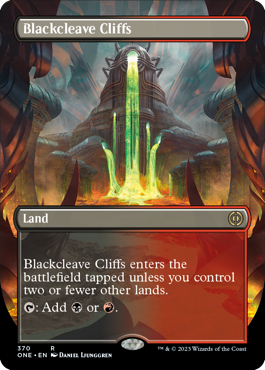 Blackcleave Cliffs
Land
Blackcleave Cliffs enters the
battlefield tapped unless you control
two or fewer other lands.
: Add or .
370 R
ONE • EN Daniel Ljunggren
™ & © 2023 Wizards of the Coast